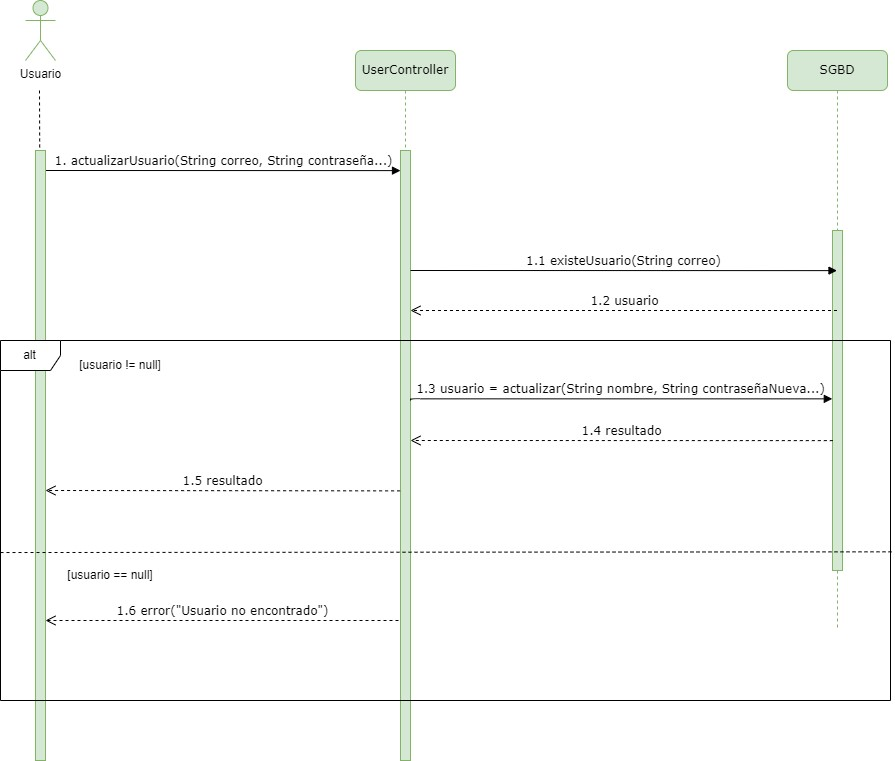 Usuario
UserController
SGBD
1. actualizarUsuario(String correo, String contraseña...)
1.1 existeUsuario(String correo)
1.2 usuario
alt
[usuario != null]
1.3 usuario = actualizar(String nombre, String contraseñaNueva...)
1.4 resultado
1.5 resultado
[usuario == null]
1.6 error("Usuario no encontrado")